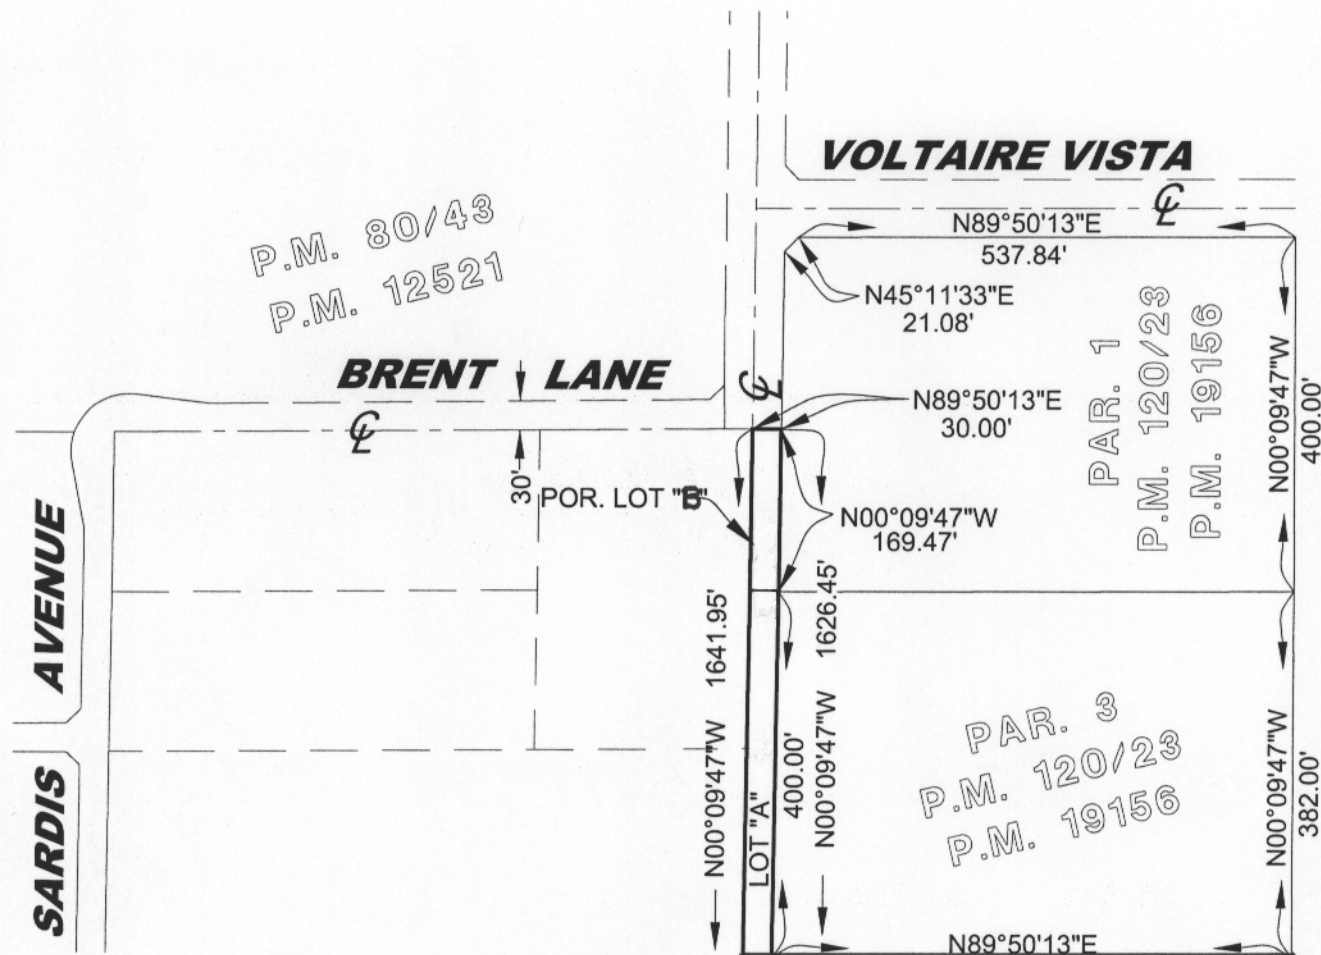 VOLTAIRE VISTA
℄
N89°50'13"E
537.84'
P.M. 80/43
P.M. 12521
N45°11'33"E
21.08'
PAR. 1
P.M. 120/23
P.M. 19156
N00°09'47"W
400.00'
BRENT LANE
℄
℄
N89°50'13"E
30.00'
30'
POR. LOT
N00°09'47"W
169.47'
AVENUE
SARDIS
N00°09'47"W 1641.95'
LOT "A"
400.00'
N00°09'47"W 1626.45'
PAR. 3
P.M. 120/23
P.M. 19156
N00°09'47"W
382.00'
N89°50'13"E